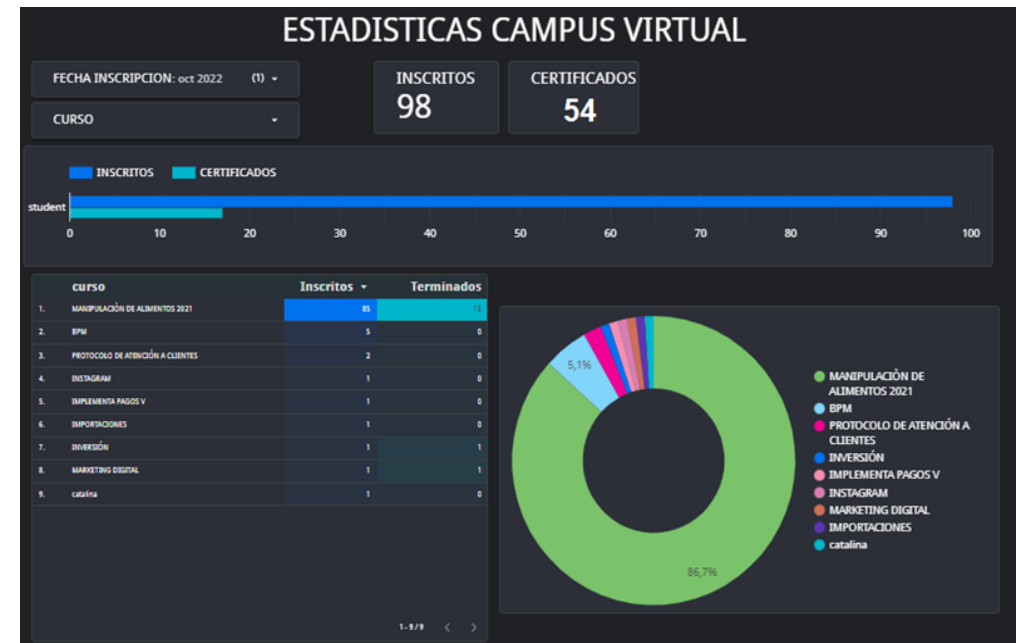 ESTADISTICAS CAMPUS VIRTUAL
FECHA INSCRIPCION: oct 2022 (1)
CURSO
INSCRITOS
98
CERTIFICADOS
54
INSCRITOS CERTIFICADOS
student
0 10 20 30 40 50 60 70 80 90 100
curso Inscritos Terminados
1. MANIPULACIÒN DE ALIMENTOS 2021 85 15
2. BPM 5 0
3. PROTOCOLO DE ATENCIÓN A CLIENTES 2 0
4. INSTAGRAM 1 0
5. IMPLEMENTA PAGOS V 1 0
6. IMPORTACIONES 1 0
7. INVERSIÓN 1 1
8. MARKETING DIGITAL 1 1
9. catalina 1 0
1-9/9
5,1%
86,7%
MANIPULACIÒN DE
ALIMENTOS 2021
BPM
PROTOCOLO DE ATENCIÓN A
CLIENTES
INVERSIÓN
IMPLEMENTA PAGOS V
INSTAGRAM
MARKETING DIGITAL
IMPORTACIONES
catalina